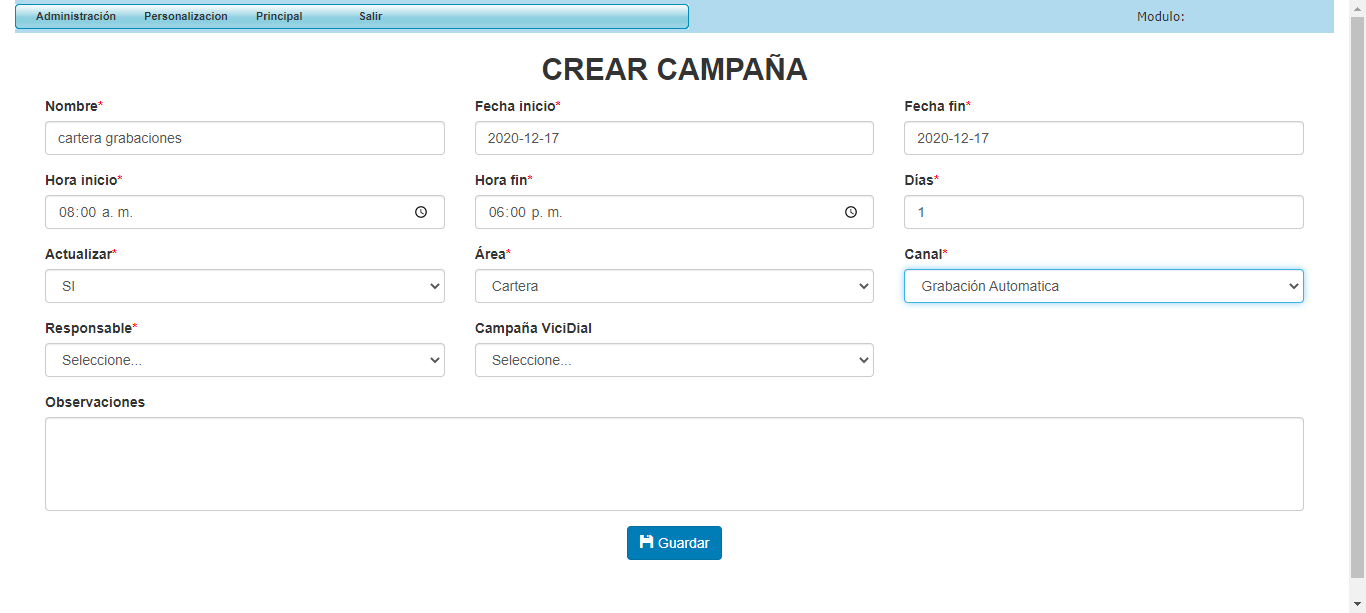 Administración Personalizacion Principal Salir Modulo:
CREAR CAMPAÑA
Nombre* Fecha inicio* Fecha fin*
cartera grabaciones 2020-12-17 2020-12-17
Hora inicio* Hora fin* Días*
08:00 a. m. 06:00 p. m. 1
Actualizar* Área* Canal*
SI Cartera Grabación Automatica
Responsable* Campaña ViciDial
Seleccione... Seleccione...
Observaciones
Guardar